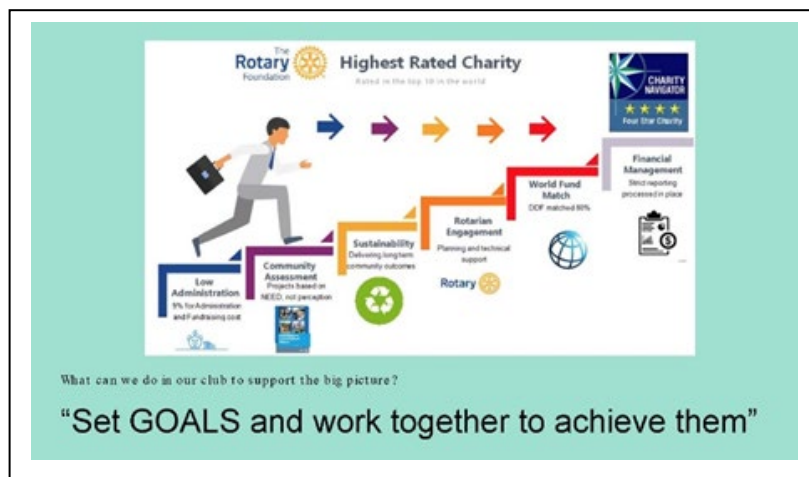 The
Rotary
Foundation
Highest Rated Charity
Rated in the top 10 in the world
CHARITY
NAVIGATOR
Four Star Charity
Low
Administration
9% for Administration
and Fundraising cost
Community
Assessment
Projects based on
NEED, not perception
Sustainability
Delivering long term
community outcomes
Rotarian
Engagement
Planning and technical
support
Rotary
World Fund
Match
DDF matched 80%
Financial
Management
Strict reporting
processed in place
What can we do in our club to support the big picture?
“Set GOALS and work together to achieve them”